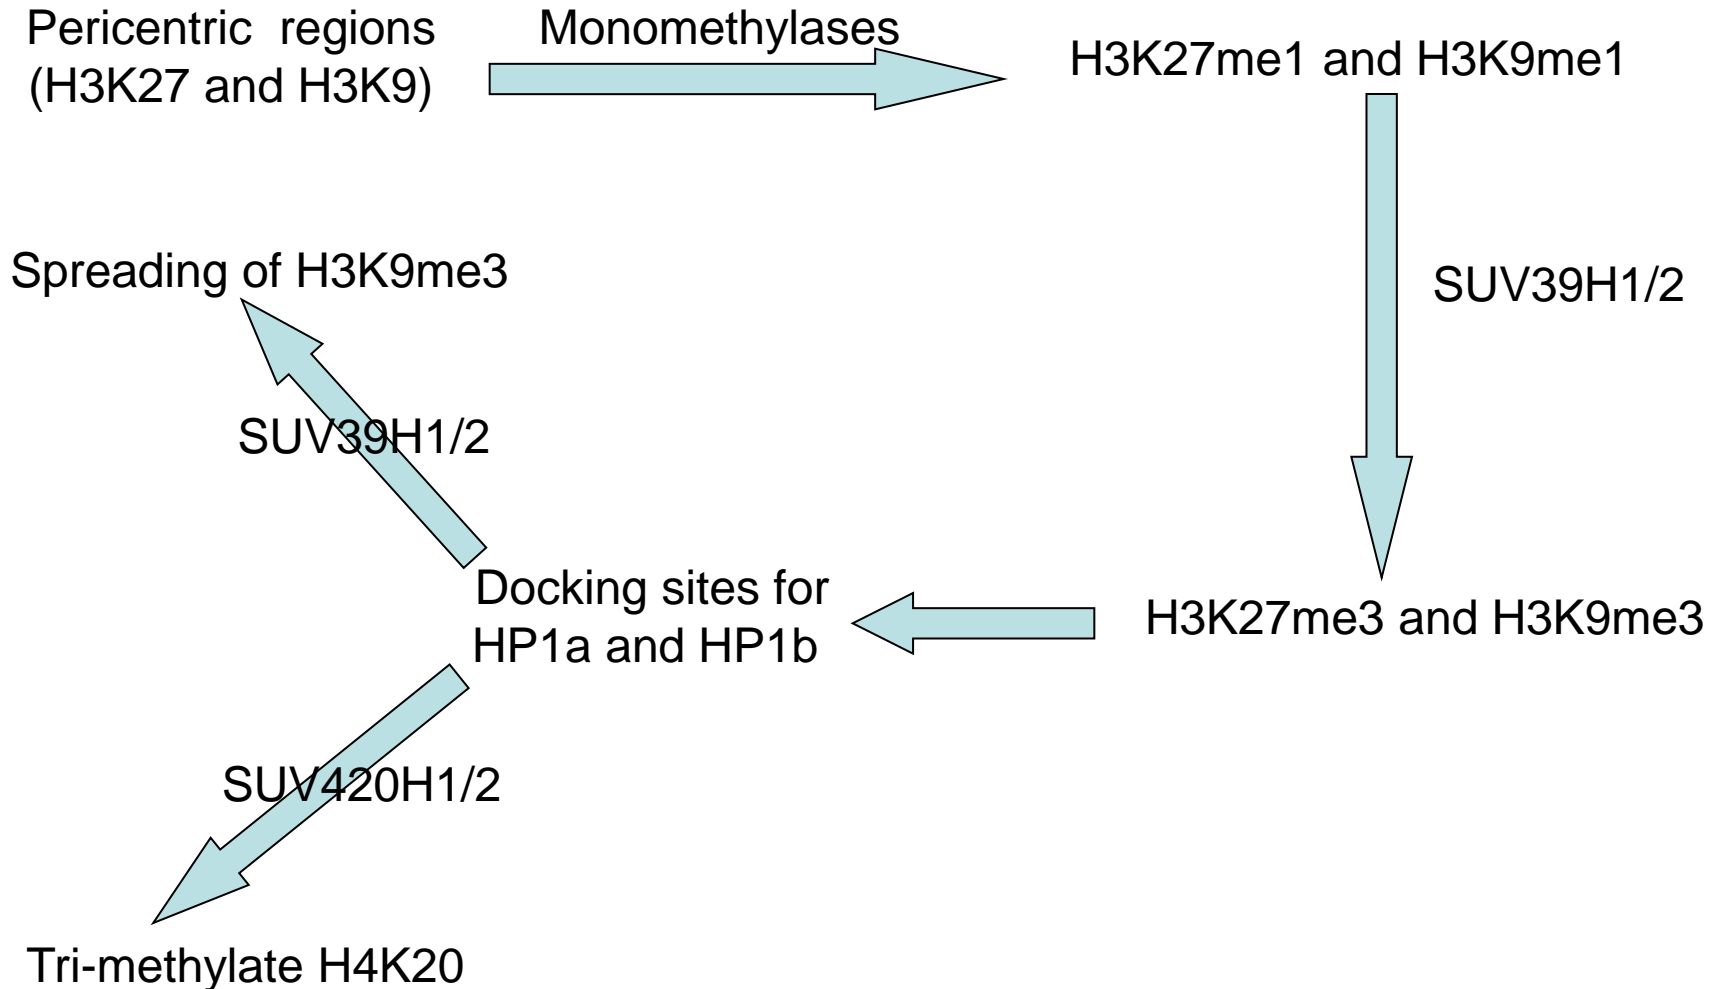 Pericentric regions
(H3K27 and H3K9)
Monomethylases
H3K27me1 and H3K9me1
SUV39H1/2
H3K27me3 and H3K9me3
Docking sites for
HP1a and HP1b
SUV39H1/2
Spreading of H3K9me3
SUV420H1/2
Tri-methylate H4K20